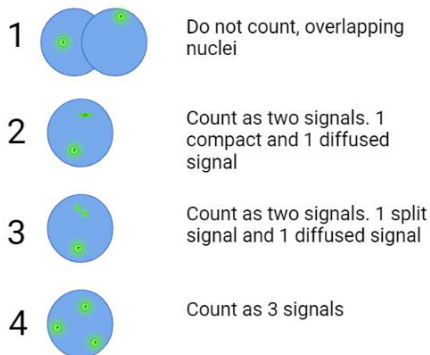 1
Do not count, overlapping
nuclei
2
Count as two signals. 1
compact and 1 diffused
signal
3
Count as two signals. 1 split
signal and 1 diffused signal
4
Count as 3 signals